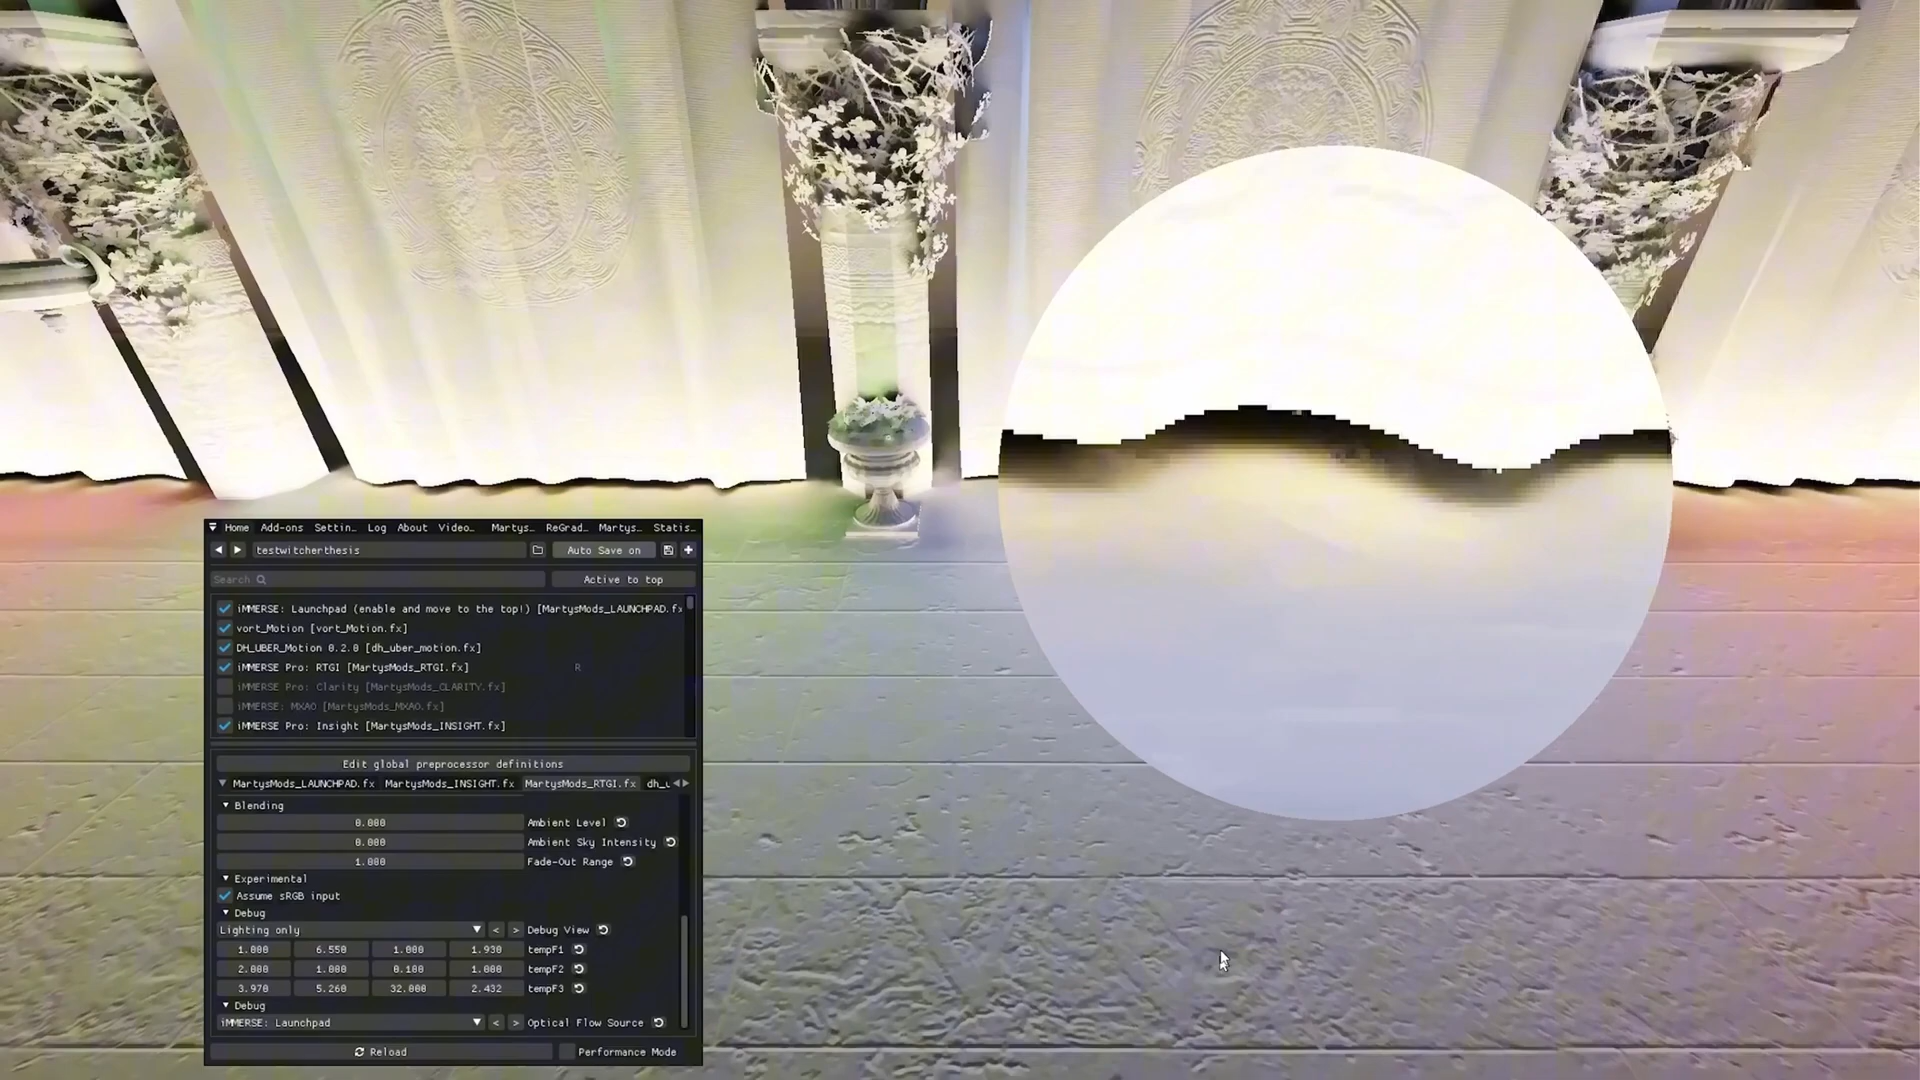 Home Add-ons Settin… Log About Video… Martys… ReGrad… Martys… Statis…
testwitcherthesis Auto Save on
Search Active to top
iMMERSE: Launchpad (enable and move to the top!) [MartysMods_LAUNCHPAD.fx
vort_Motion [vort_Motion.fx]
DH_UBER_Motion 0.2.0 [dh_uber_motion.fx]
iMMERSE Pro: RTGI [MartysMods_RTGI.fx] R
iMMERSE Pro: Clarity [MartysMods_CLARITY.fx]
iMMERSE: MXAO [MartysMods_MXAO.fx]
iMMERSE Pro: Insight [MartysMods_INSIGHT.fx]
Edit global preprocessor definitions
MartysMods_LAUNCHPAD.fx MartysMods_INSIGHT.fx MartysMods_RTGI.fx dh_u
Blending
0.000 Ambient Level
0.000 Ambient Sky Intensity
1.000 Fade-Out Range
Experimental
Assume sRGB input
Debug
Lighting only < > Debug View
1.000 6.550 1.000 1.930 tempF1
2.000 1.000 0.100 1.000 tempF2
3.970 5.260 32.000 2.432 tempF3
Debug
iMMERSE: Launchpad < > Optical Flow Source
Reload Performance Mode